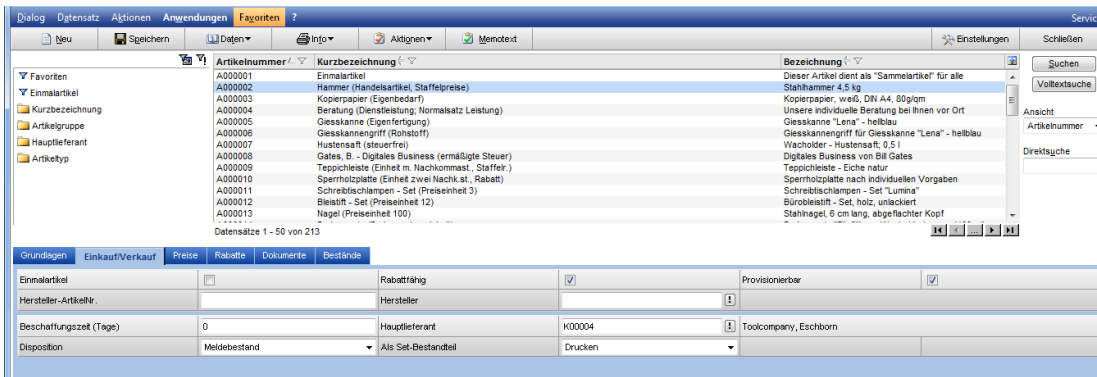 Dialog Datensatz Aktionen Anwendungen Favoriten ? Servic
Neu Speichern Daten Info Aktionen Memotext Einstellungen Schließen
Artikelnummer Kurzbezeichnung Bezeichnung
Suchen
Volltextsuche
Ansicht
Artikelnummer
Direktsuche
Favoriten
Einmalartikel
Kurzbezeichnung
Artikelgruppe
Hauptlieferant
Artikeltyp
A000001 Einmalartikel Dieser Artikel dient als "Sammelartikel" für alle
A000002 Hammer (Handelsartikel, Staffelpreise) Stahlhammer 4,5 kg
A000003 Kopierpapier (Eigenbedarf) Kopierpapier, weiß, DIN A4, 80g/qm
A000004 Beratung (Dienstleistung; Normalsatz Leistung) Unsere individuelle Beratung bei Ihnen vor Ort
A000005 Giesskanne (Eigenfertigung) Giesskanne "Lena" - hellblau
A000006 Giesskannengriff (Rohstoff) Giesskannengriff für Giesskanne "Lena" - hellblau
A000007 Hustensaft (steuerfrei) Wacholder - Hustensaft; 0,5 l
A000008 Gates, B. - Digitales Business (ermäßigte Steuer) Digitales Business von Bill Gates
A000009 Teppichleiste (Einheit m. Nachkommast., Staffelr.) Teppichleiste - Eiche natur
A000010 Sperrholzplatte (Einheit zwei Nachk.st., Rabatt) Sperrholzplatte nach individuellen Vorgaben
A000011 Schreibtischlampen - Set (Preiseinheit 3) Schreibtischlampen - Set "Lumina"
A000012 Bleistift - Set (Preiseinheit 12) Bürobleistift - Set, holz, unlackiert
A000013 Nagel (Preiseinheit 100) Stahlnagel, 6 cm lang, abgeflachter Kopf
Datensätze 1 - 50 von 213 ...
Grundlagen Einkauf/Verkauf Preise Rabatte Dokumente Bestände
Einmalartikel Rabattfähig Provisionierbar
Hersteller-ArtikelNr. Hersteller
Beschaffungszeit (Tage) 0 Hauptlieferant K00004 Toolcompany, Eschborn
Disposition Meldebestand Als Set-Bestandteil Drucken